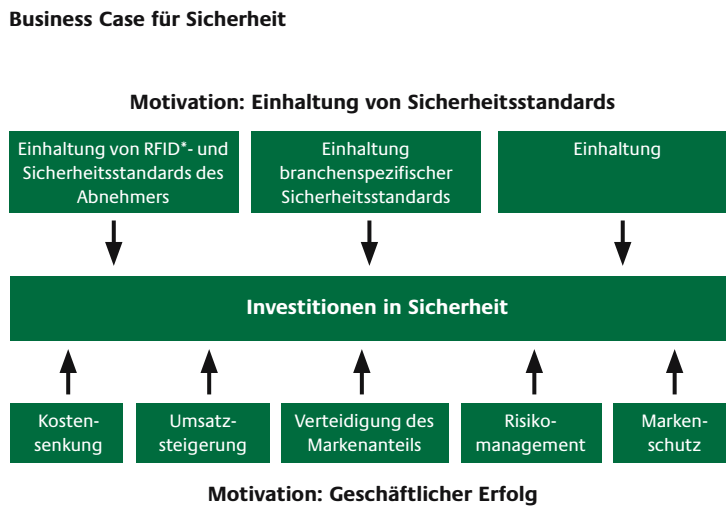 Business Case für Sicherheit
Motivation: Einhaltung von Sicherheitsstandards
Einhaltung von RFID*- und
Sicherheitsstandards des
Abnehmers
Einhaltung
branchenspezifischer
Sicherheitsstandards
Einhaltung
Investitionen in Sicherheit
Kosten-
senkung
Umsatz-
steigerung
Verteidigung des
Markenanteils
Risiko-
management
Marken-
schutz
Motivation: Geschäftlicher Erfolg